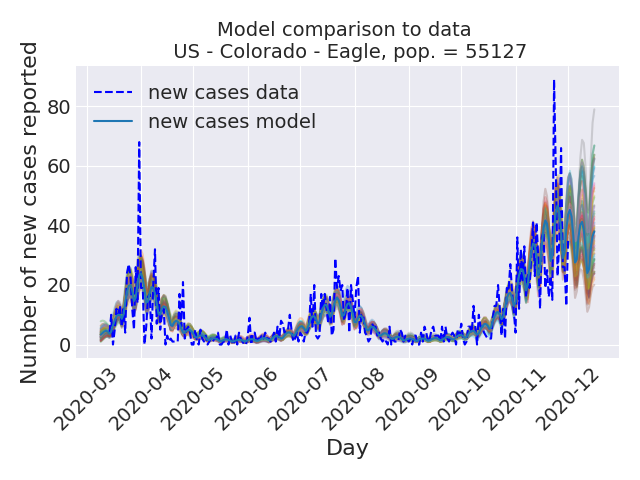 Model comparison to data
US - Colorado - Eagle, pop. = 55127
Number of new cases reported
80
60
40
20
0
new cases data
new cases model
2020-03
2020-04
2020-05
2020-06
2020-07
2020-08
2020-09
2020-10
2020-11
2020-12
Day